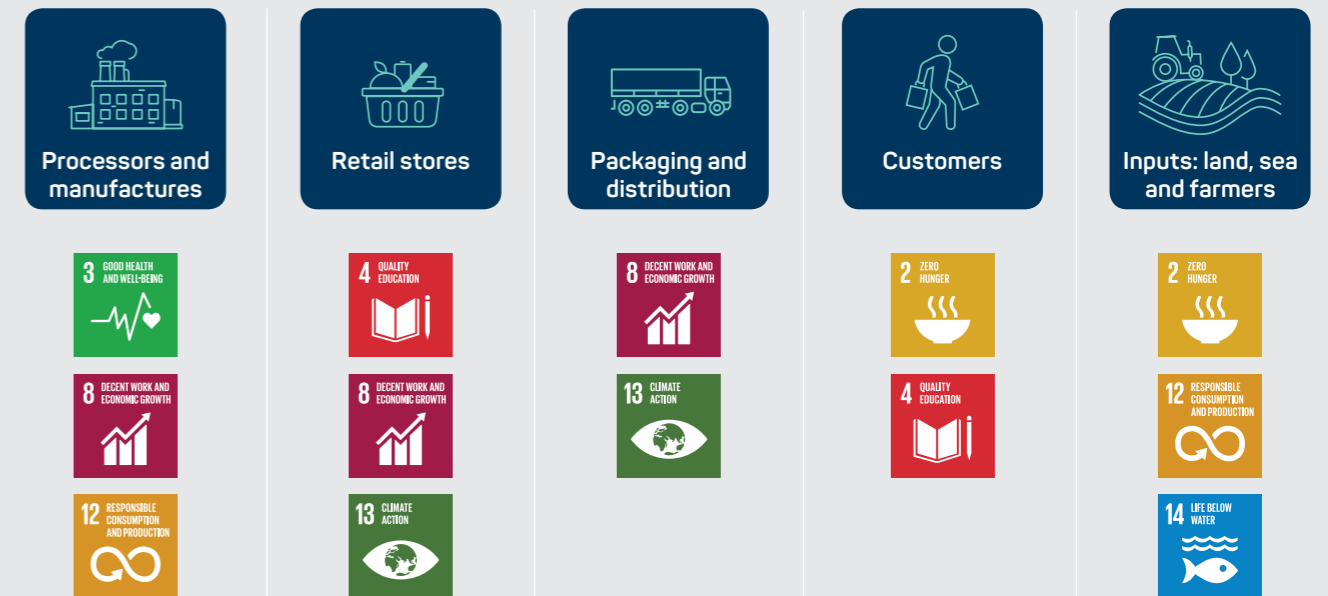 Processors and
manufactures
Retail stores
Packaging and
distribution
Customers
Inputs: land, sea
and farmers
3 GOOD HEALTH
AND WELL-BEING
8 DECENT WORK AND
ECONOMIC GROWTH
12 RESPONSIBLE
CONSUMPTION
AND PRODUCTION
4 QUALITY
EDUCATION
8 DECENT WORK AND
ECONOMIC GROWTH
13 CLIMATE
ACTION
8 DECENT WORK AND
ECONOMIC GROWTH
13 CLIMATE
ACTION
2 ZERO
HUNGER
4 QUALITY
EDUCATION
2 ZERO
HUNGER
12 RESPONSIBLE
CONSUMPTION
AND PRODUCTION
14 LIFE BELOW
WATER